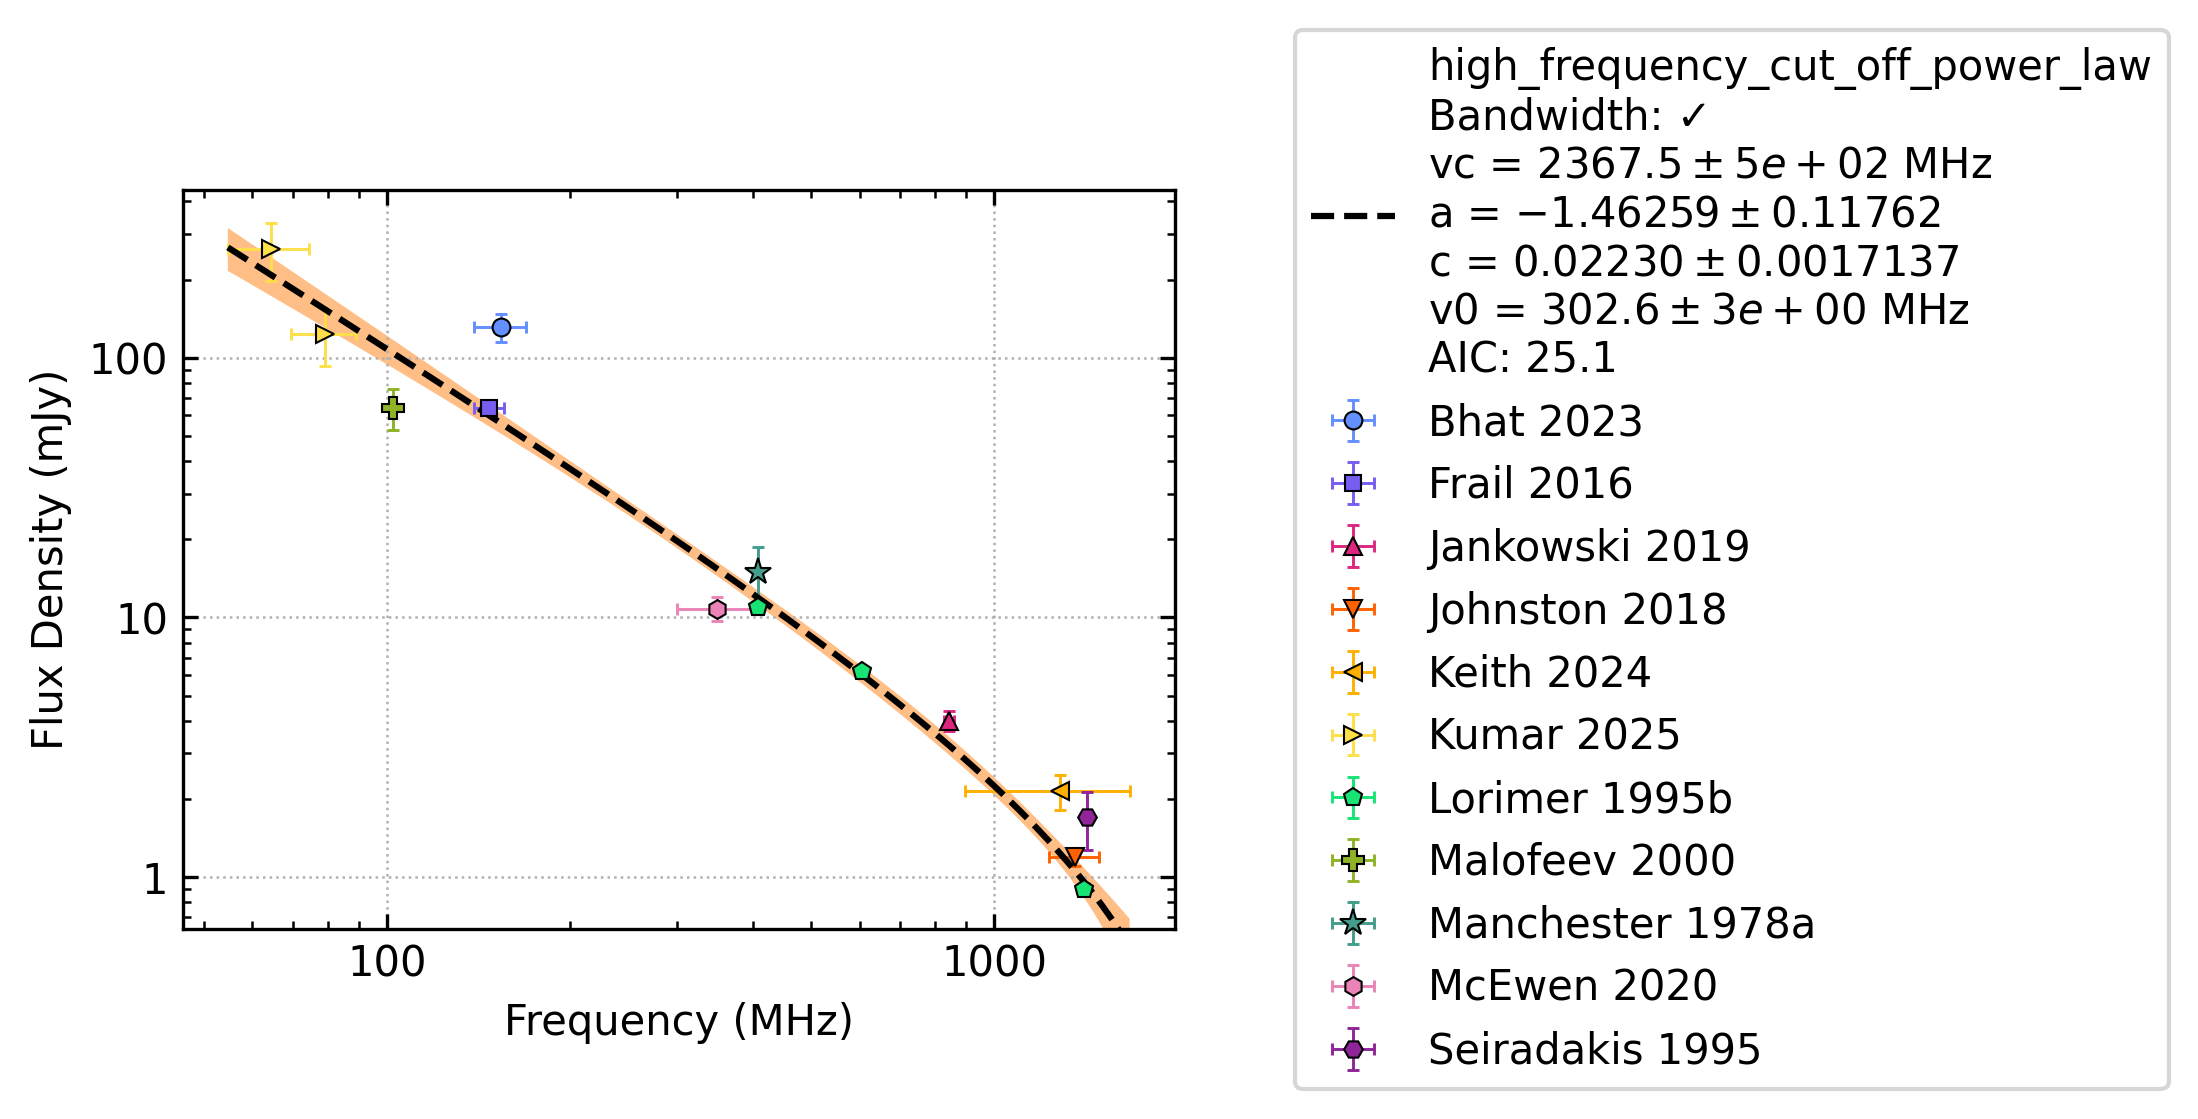 high_frequency_cut_off_power_law
Bandwidth: ✓
vc = 2367.5 ± 5e + 02 MHz
a = −1.46259 ± 0.11762
c = 0.02230 ± 0.0017137
v0 = 302.6 ± 3e + 00 MHz
AIC: 25.1
Bhat 2023
Frail 2016
Jankowski 2019
Johnston 2018
Keith 2024
Kumar 2025
Lorimer 1995b
Malofeev 2000
Manchester 1978a
McEwen 2020
Seiradakis 1995
Flux Density (mJy)
100
10
1
100
1000
Frequency (MHz)